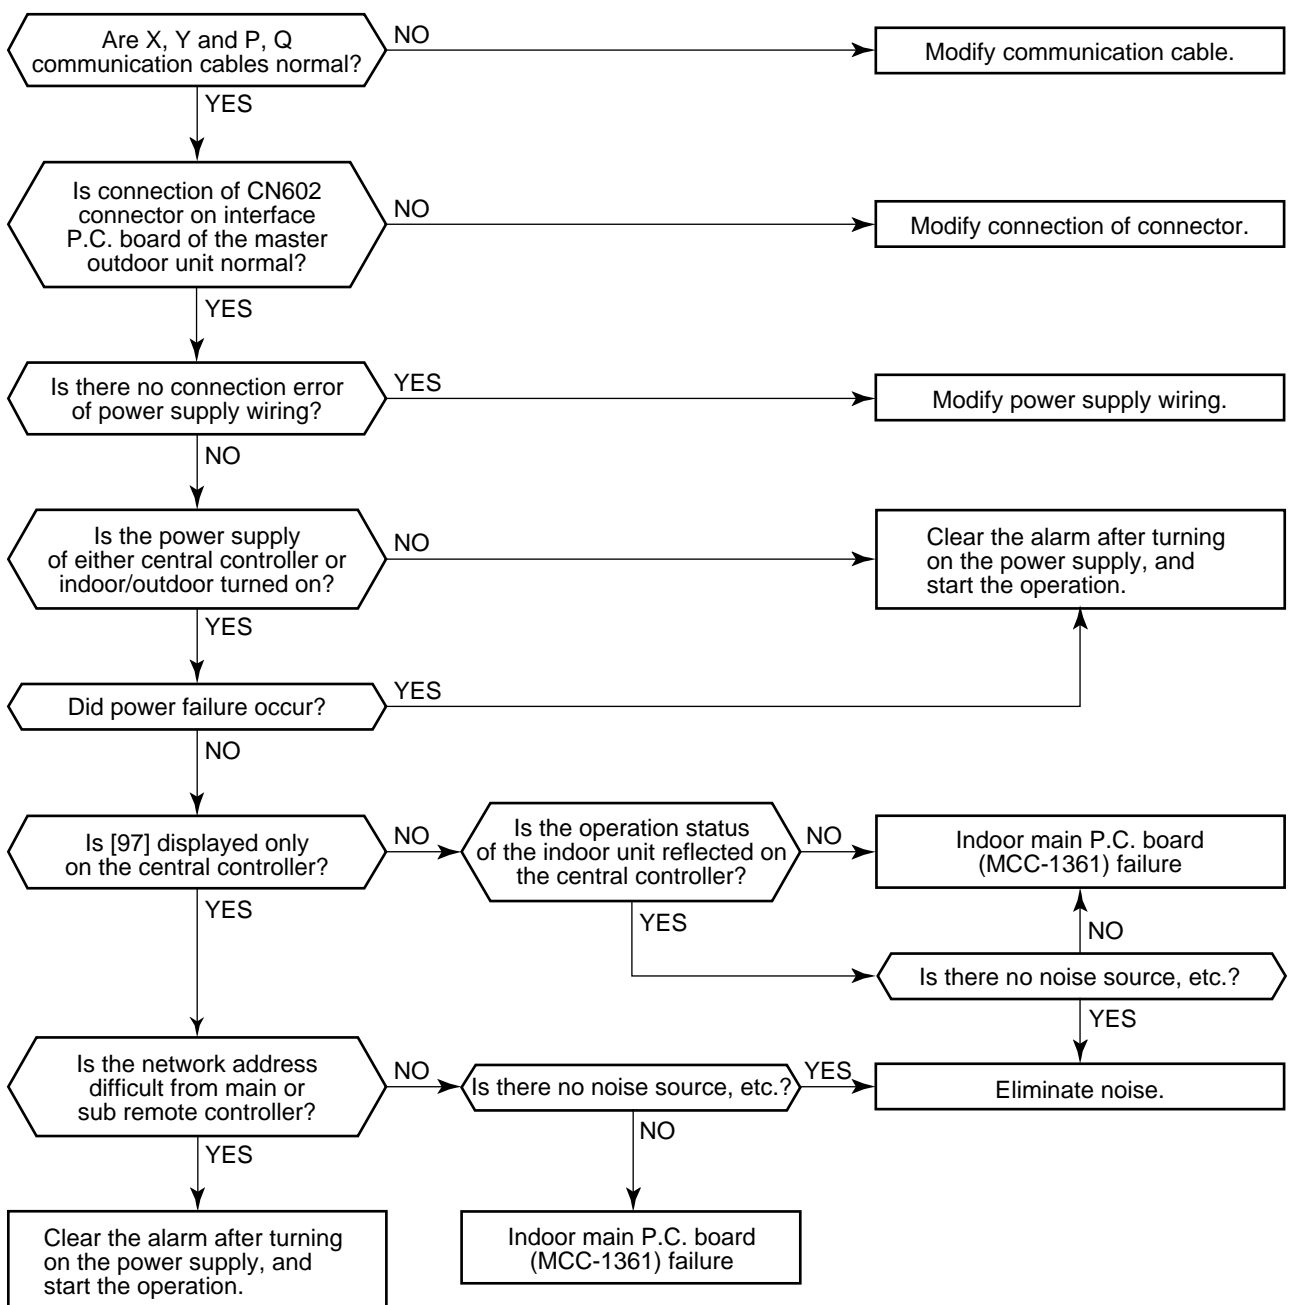 Are X, Y and P, Q
communication cables normal?
NO
Modify communication cable.
YES
Is connection of CN602
connector on interface
P.C. board of the master
outdoor unit normal?
NO
Modify connection of connector.
YES
Is there no connection error
of power supply wiring?
YES
Modify power supply wiring.
NO
Is the power supply
of either central controller or
indoor/outdoor turned on?
NO
Clear the alarm after turning
on the power supply, and
start the operation.
YES
Did power failure occur?
YES
NO
Is [97] displayed only
on the central controller?
NO
Is the operation status
of the indoor unit reflected on
the central controller?
NO
Indoor main P.C. board
(MCC-1361) failure
YES
YES
NO
Is there no noise source, etc.?
YES
Is the network address
difficult from main or
sub remote controller?
NO
Is there no noise source, etc.?
YES
Eliminate noise.
YES
NO
Clear the alarm after turning
on the power supply, and
start the operation.
Indoor main P.C. board
(MCC-1361) failure